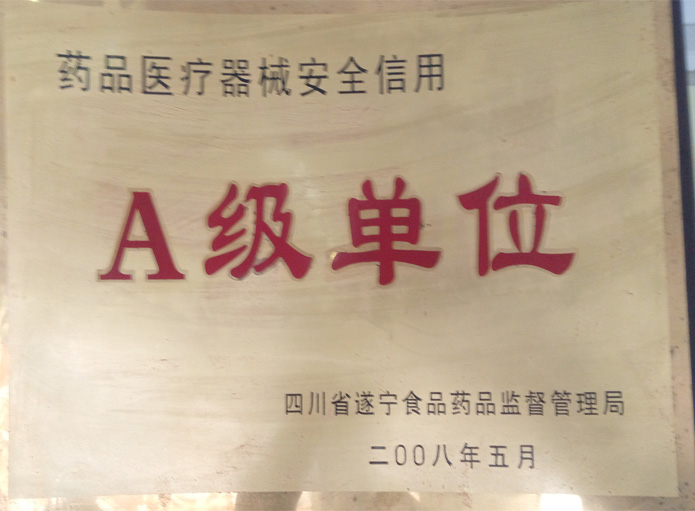 药品医疗器械安全信用
A级单位
四川省遂宁食品药品监督管理局
二00八年五月